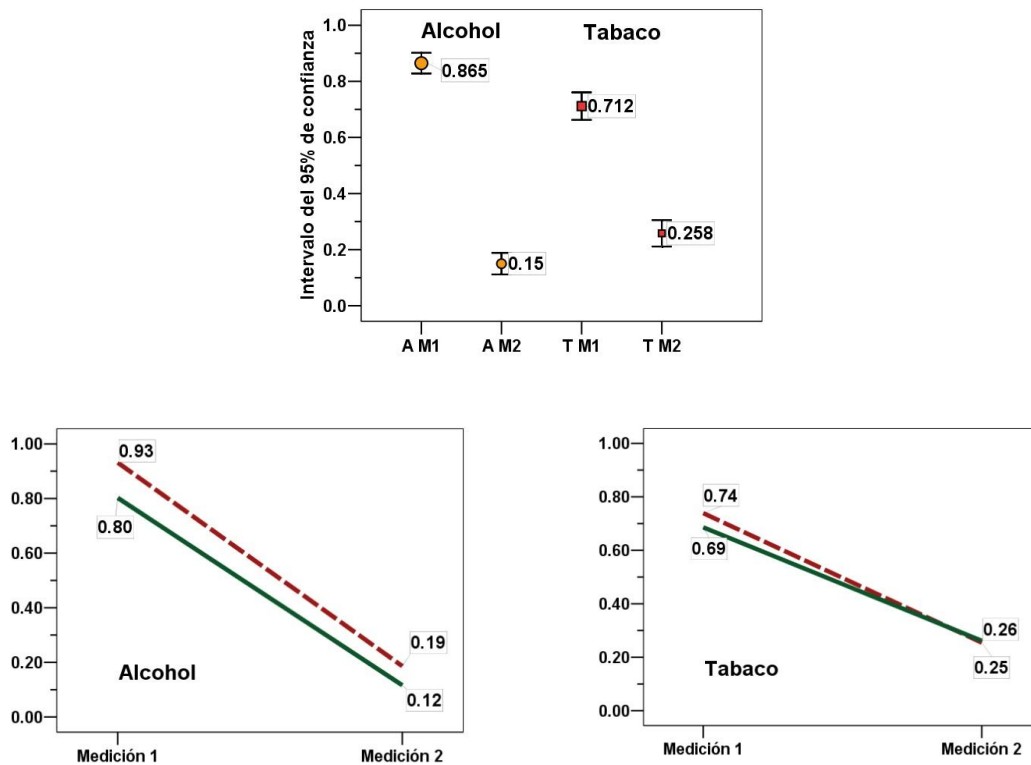 Intervalo del 95% de confianza
1.0
0.8
0.6
0.4
0.2
0.0
Alcohol
Tabaco
0.865
0.712
0.15
0.258
A M1
A M2
T M1
T M2
1.00
0.80
0.60
0.40
0.20
0.00
0.93
0.80
0.19
0.12
Alcohol
Medición 1
Medición 2
1.00
0.80
0.60
0.40
0.20
0.00
0.74
0.69
0.26
0.25
Tabaco
Medición 1
Medición 2